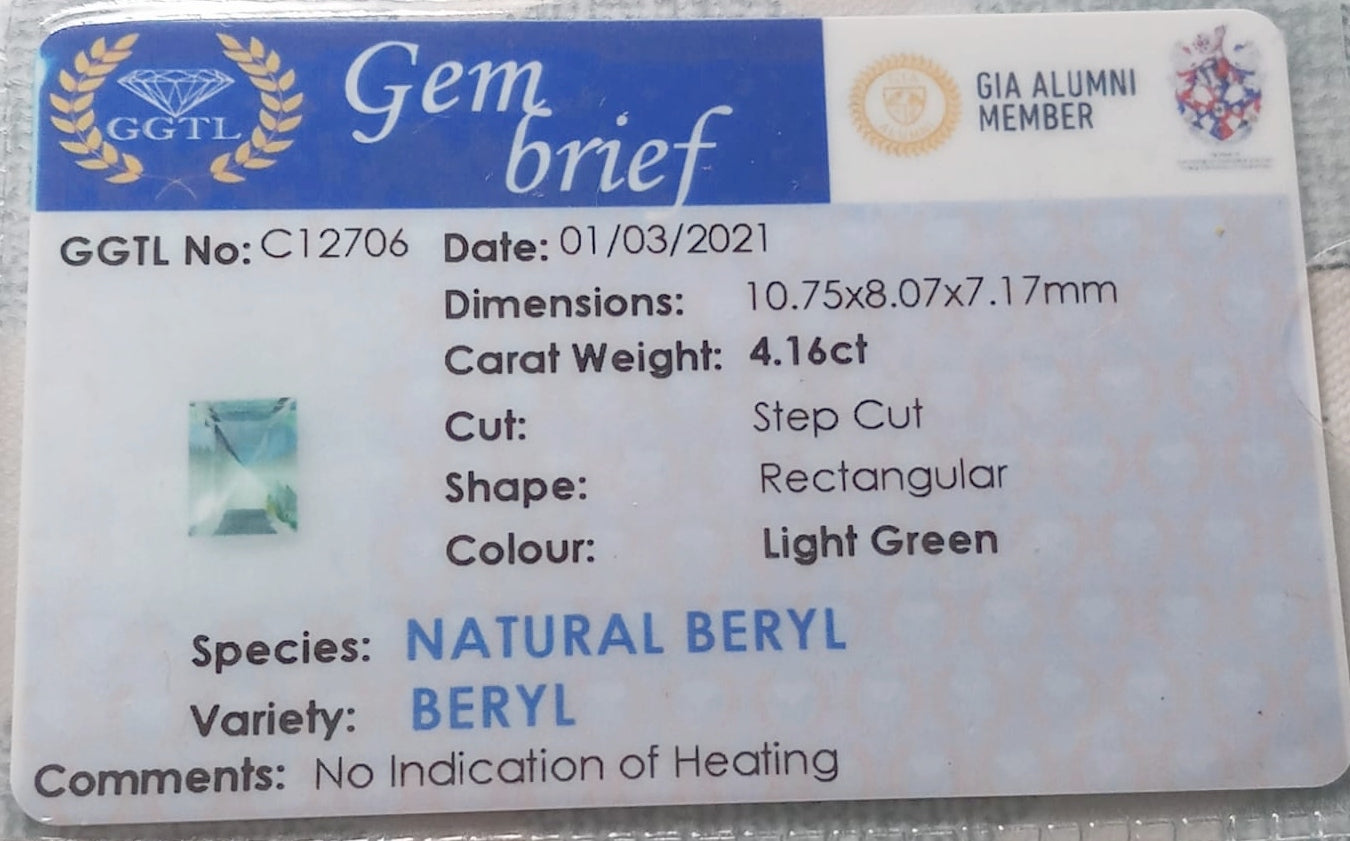 GGTL
Gem
brief
GIA ALUMNI
MEMBER
GGTL No: C12706 Date: 01/03/2021
Dimensions: 10.75x8.07x7.17mm
Carat Weight: 4.16ct
Cut: Step Cut
Shape: Rectangular
Colour: Light Green
Species: NATURAL BERYL
Variety: BERYL
Comments: No Indication of Heating